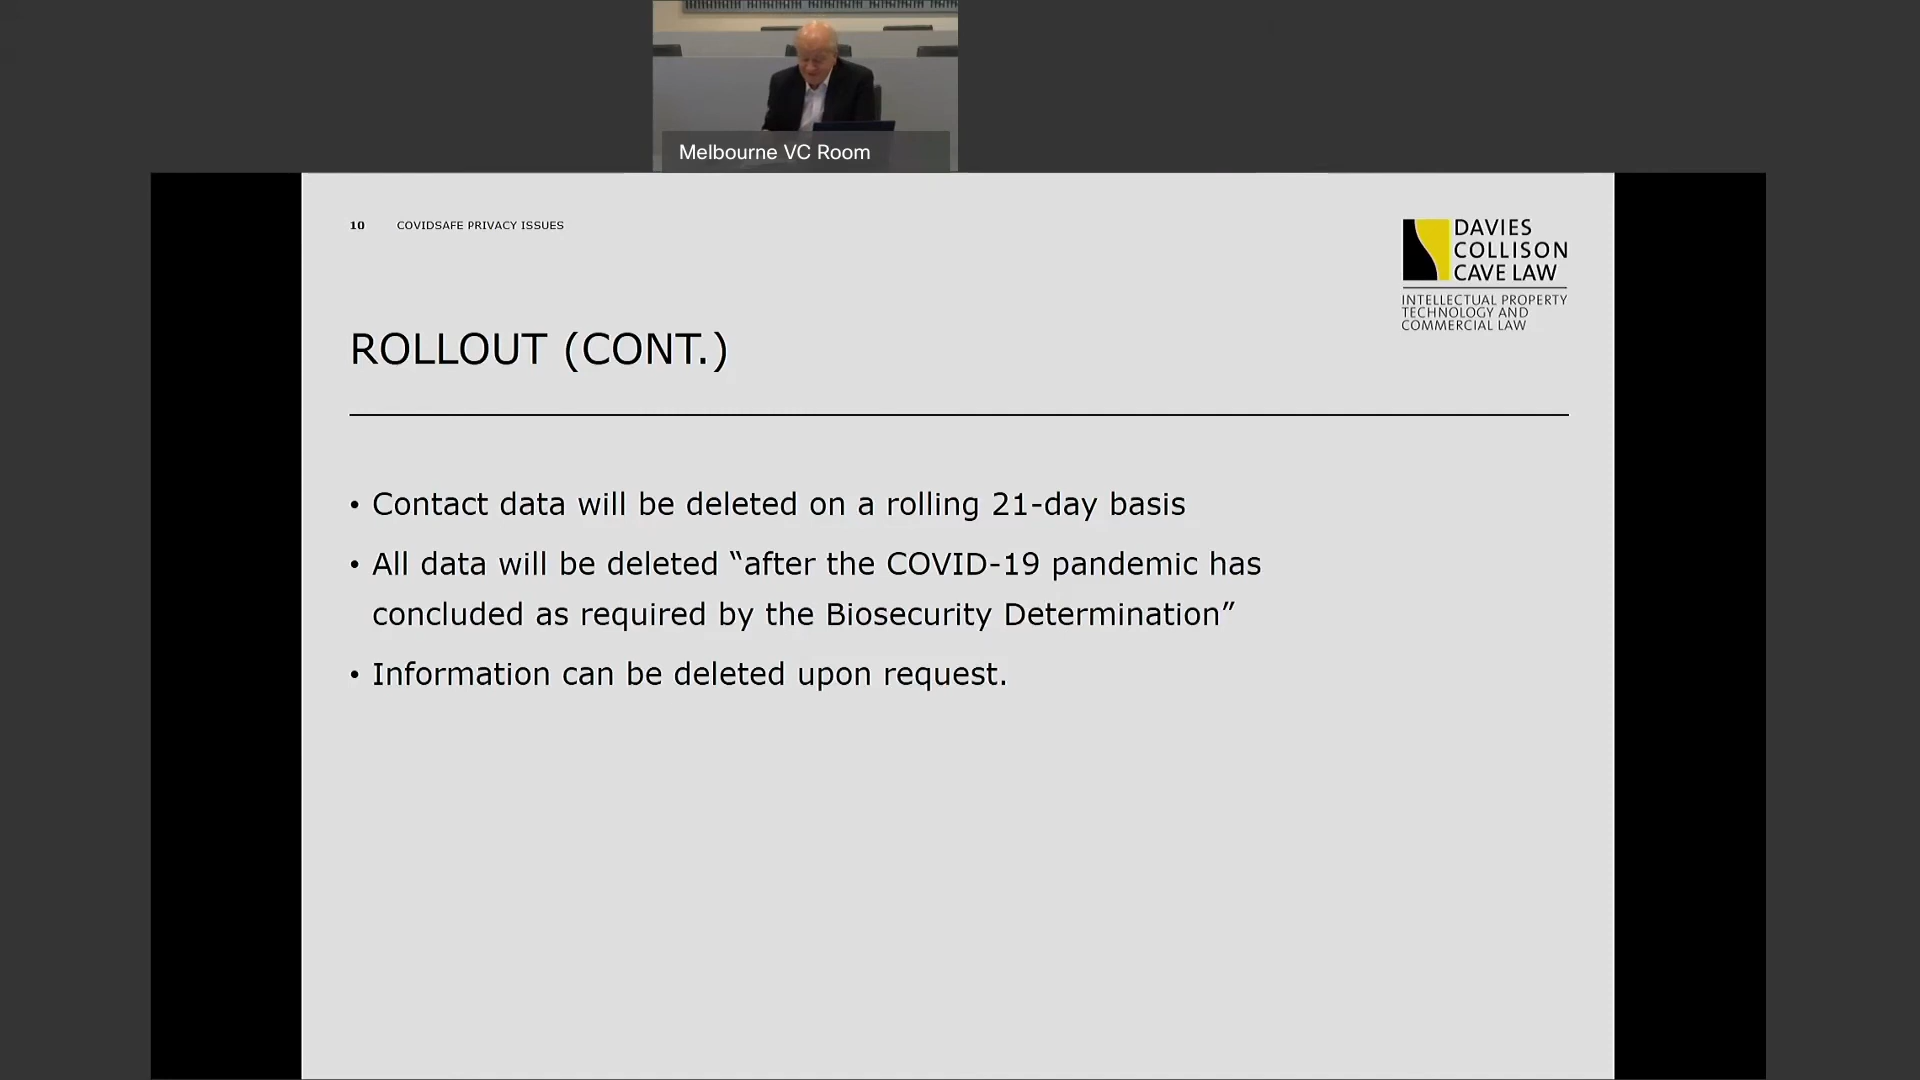 Melbourne VC Room
10 COVIDSAFE PRIVACY ISSUES
DAVIES
COLLISON
CAVE LAW
INTELLECTUAL PROPERTY
TECHNOLOGY AND
COMMERCIAL LAW
ROLLOUT (CONT.)
• Contact data will be deleted on a rolling 21-day basis
• All data will be deleted “after the COVID-19 pandemic has
concluded as required by the Biosecurity Determination”
• Information can be deleted upon request.